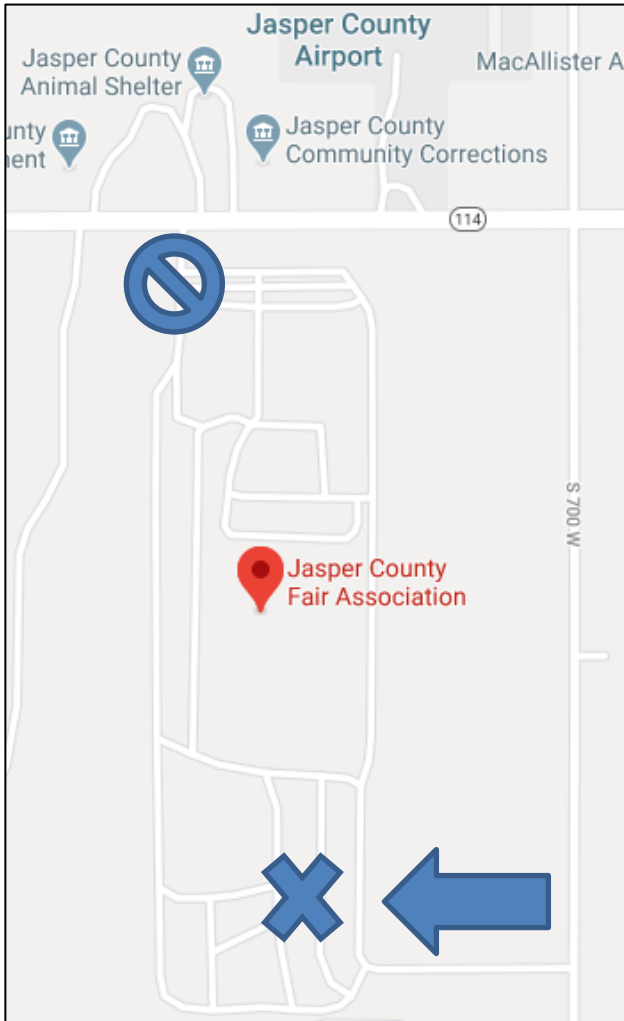 Jasper County
Airport
Jasper County
Animal Shelter
MacAllister A
unty
ent
Jasper County
Community Corrections
114
S 700 W
Jasper County
Fair Association